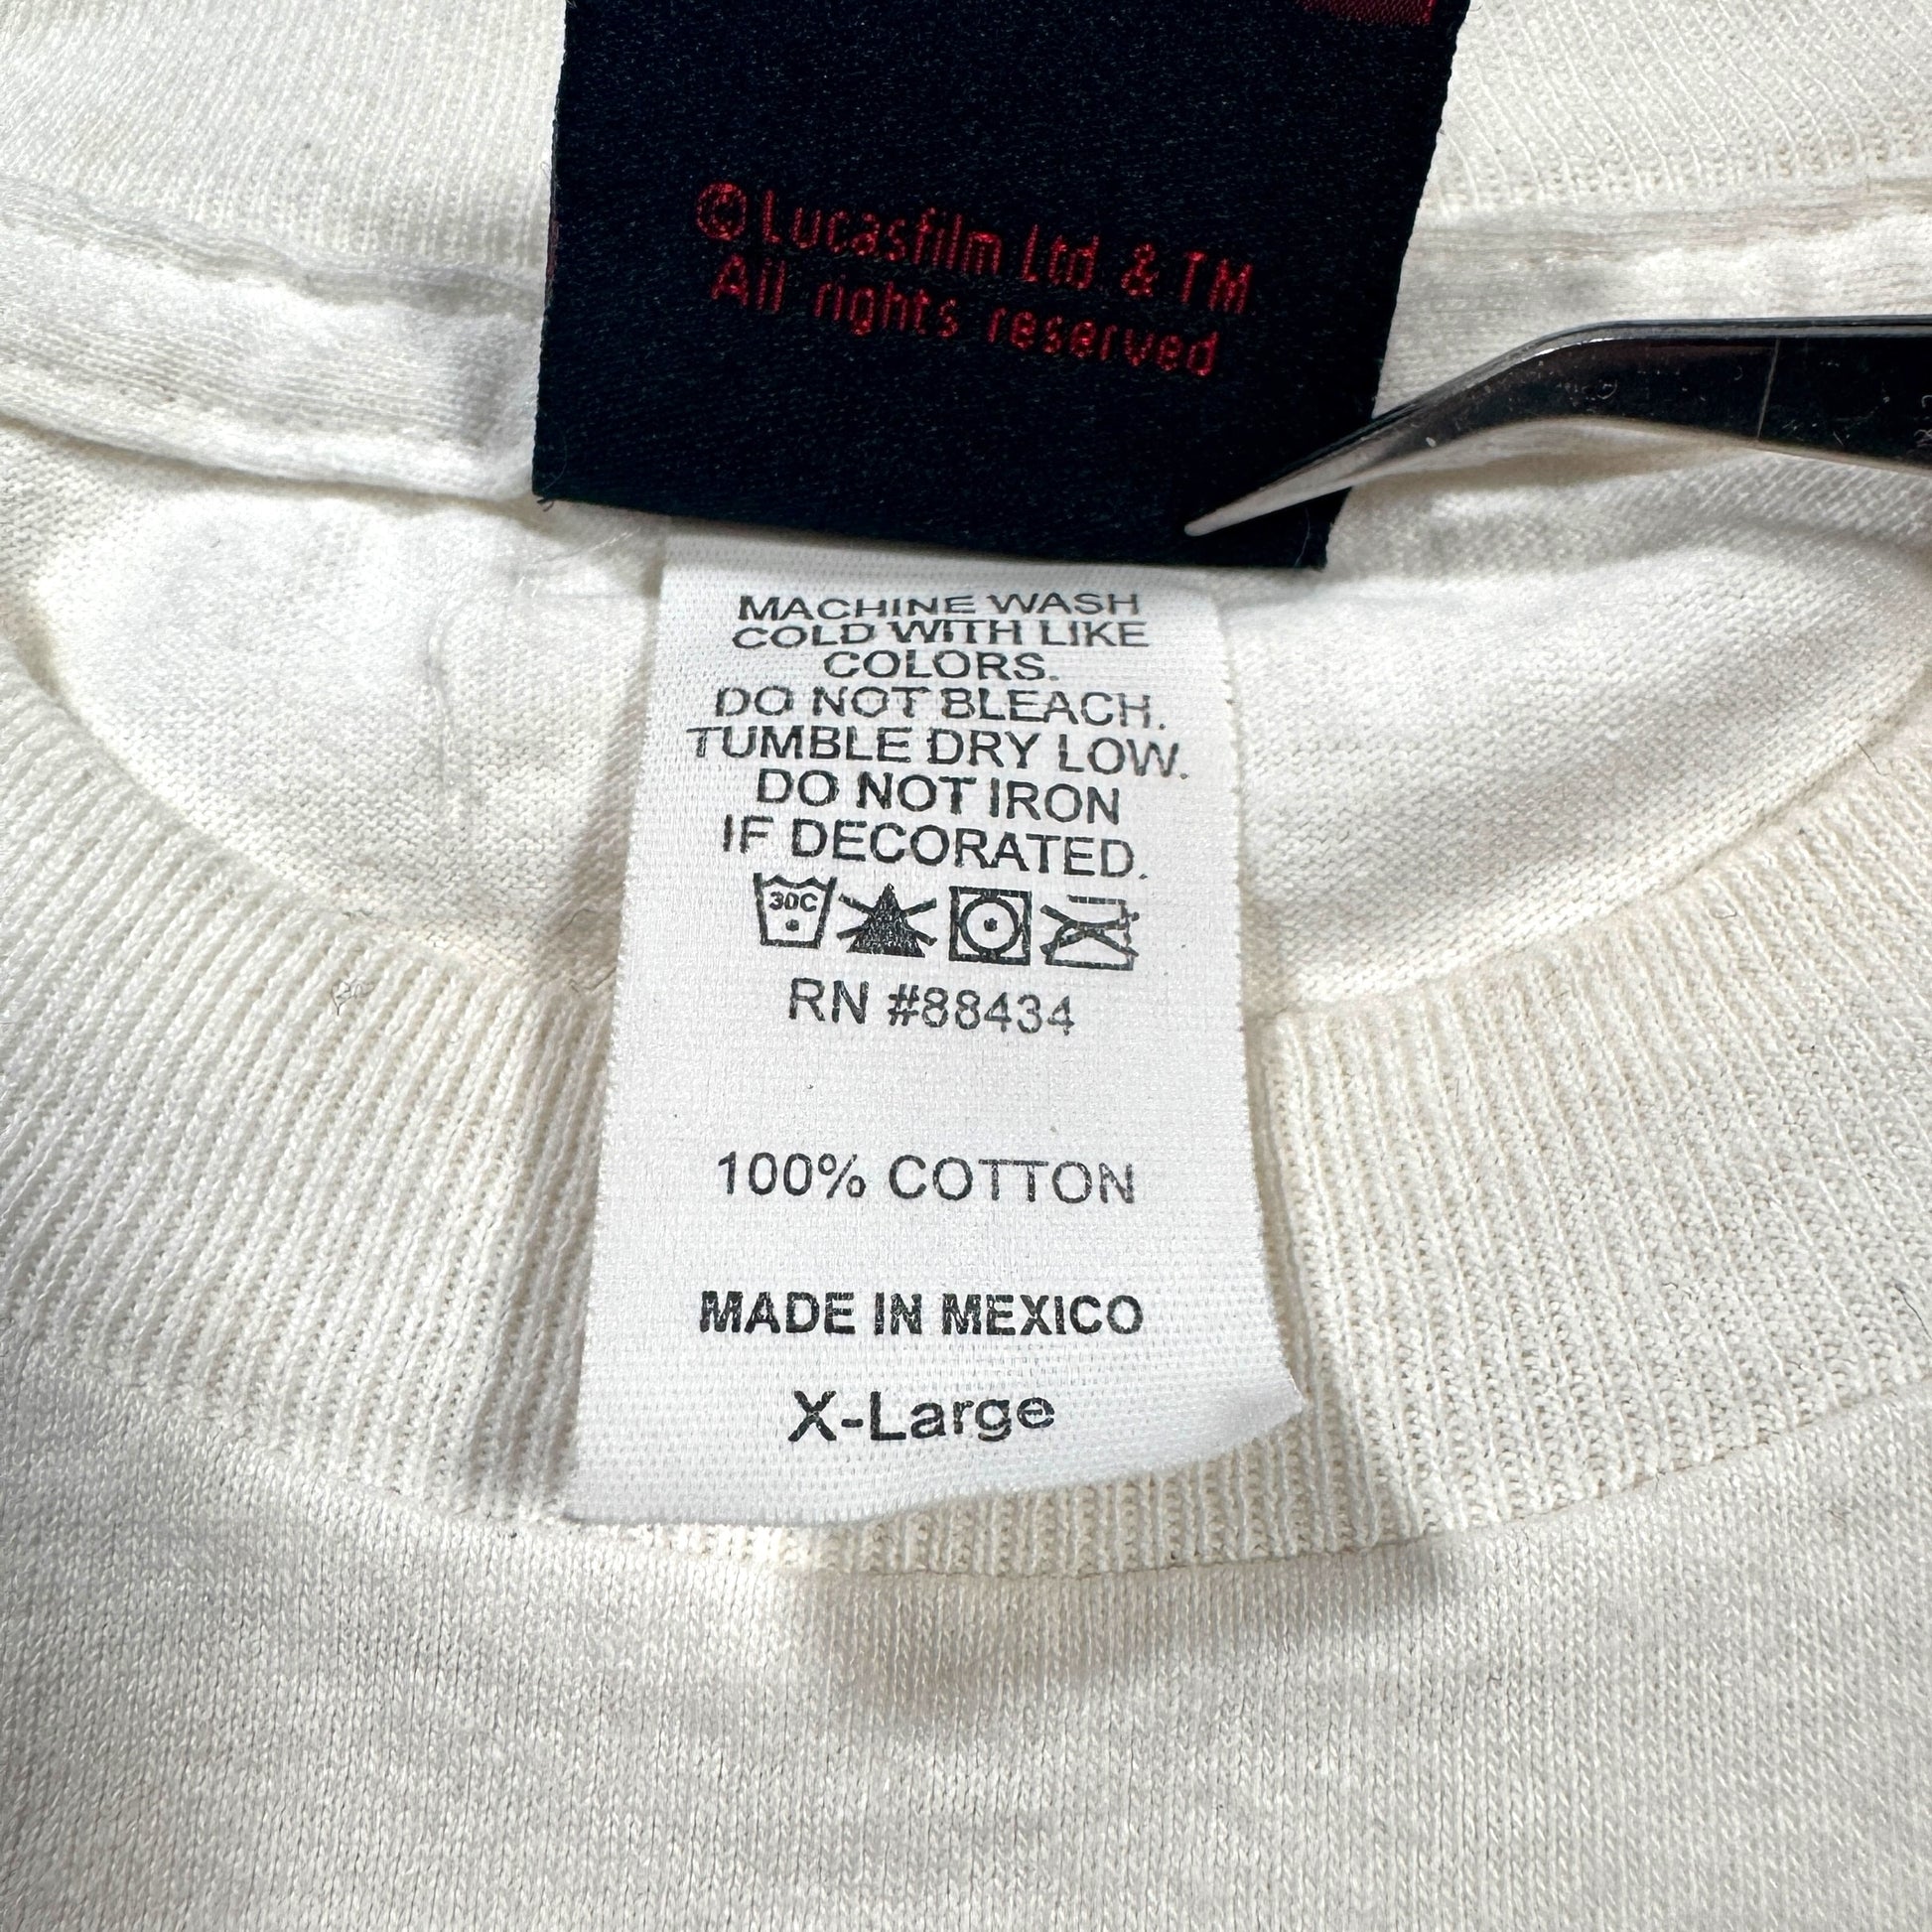 ©Lucasfilm Ltd & TM
All rights reserved
MACHINE WASH
COLD WITH LIKE
COLORS.
DO NOT BLEACH.
TUMBLE DRY LOW.
DO NOT IRON
IF DECORATED.
30C
RN #88434
100% COTTON
MADE IN MEXICO
X-Large